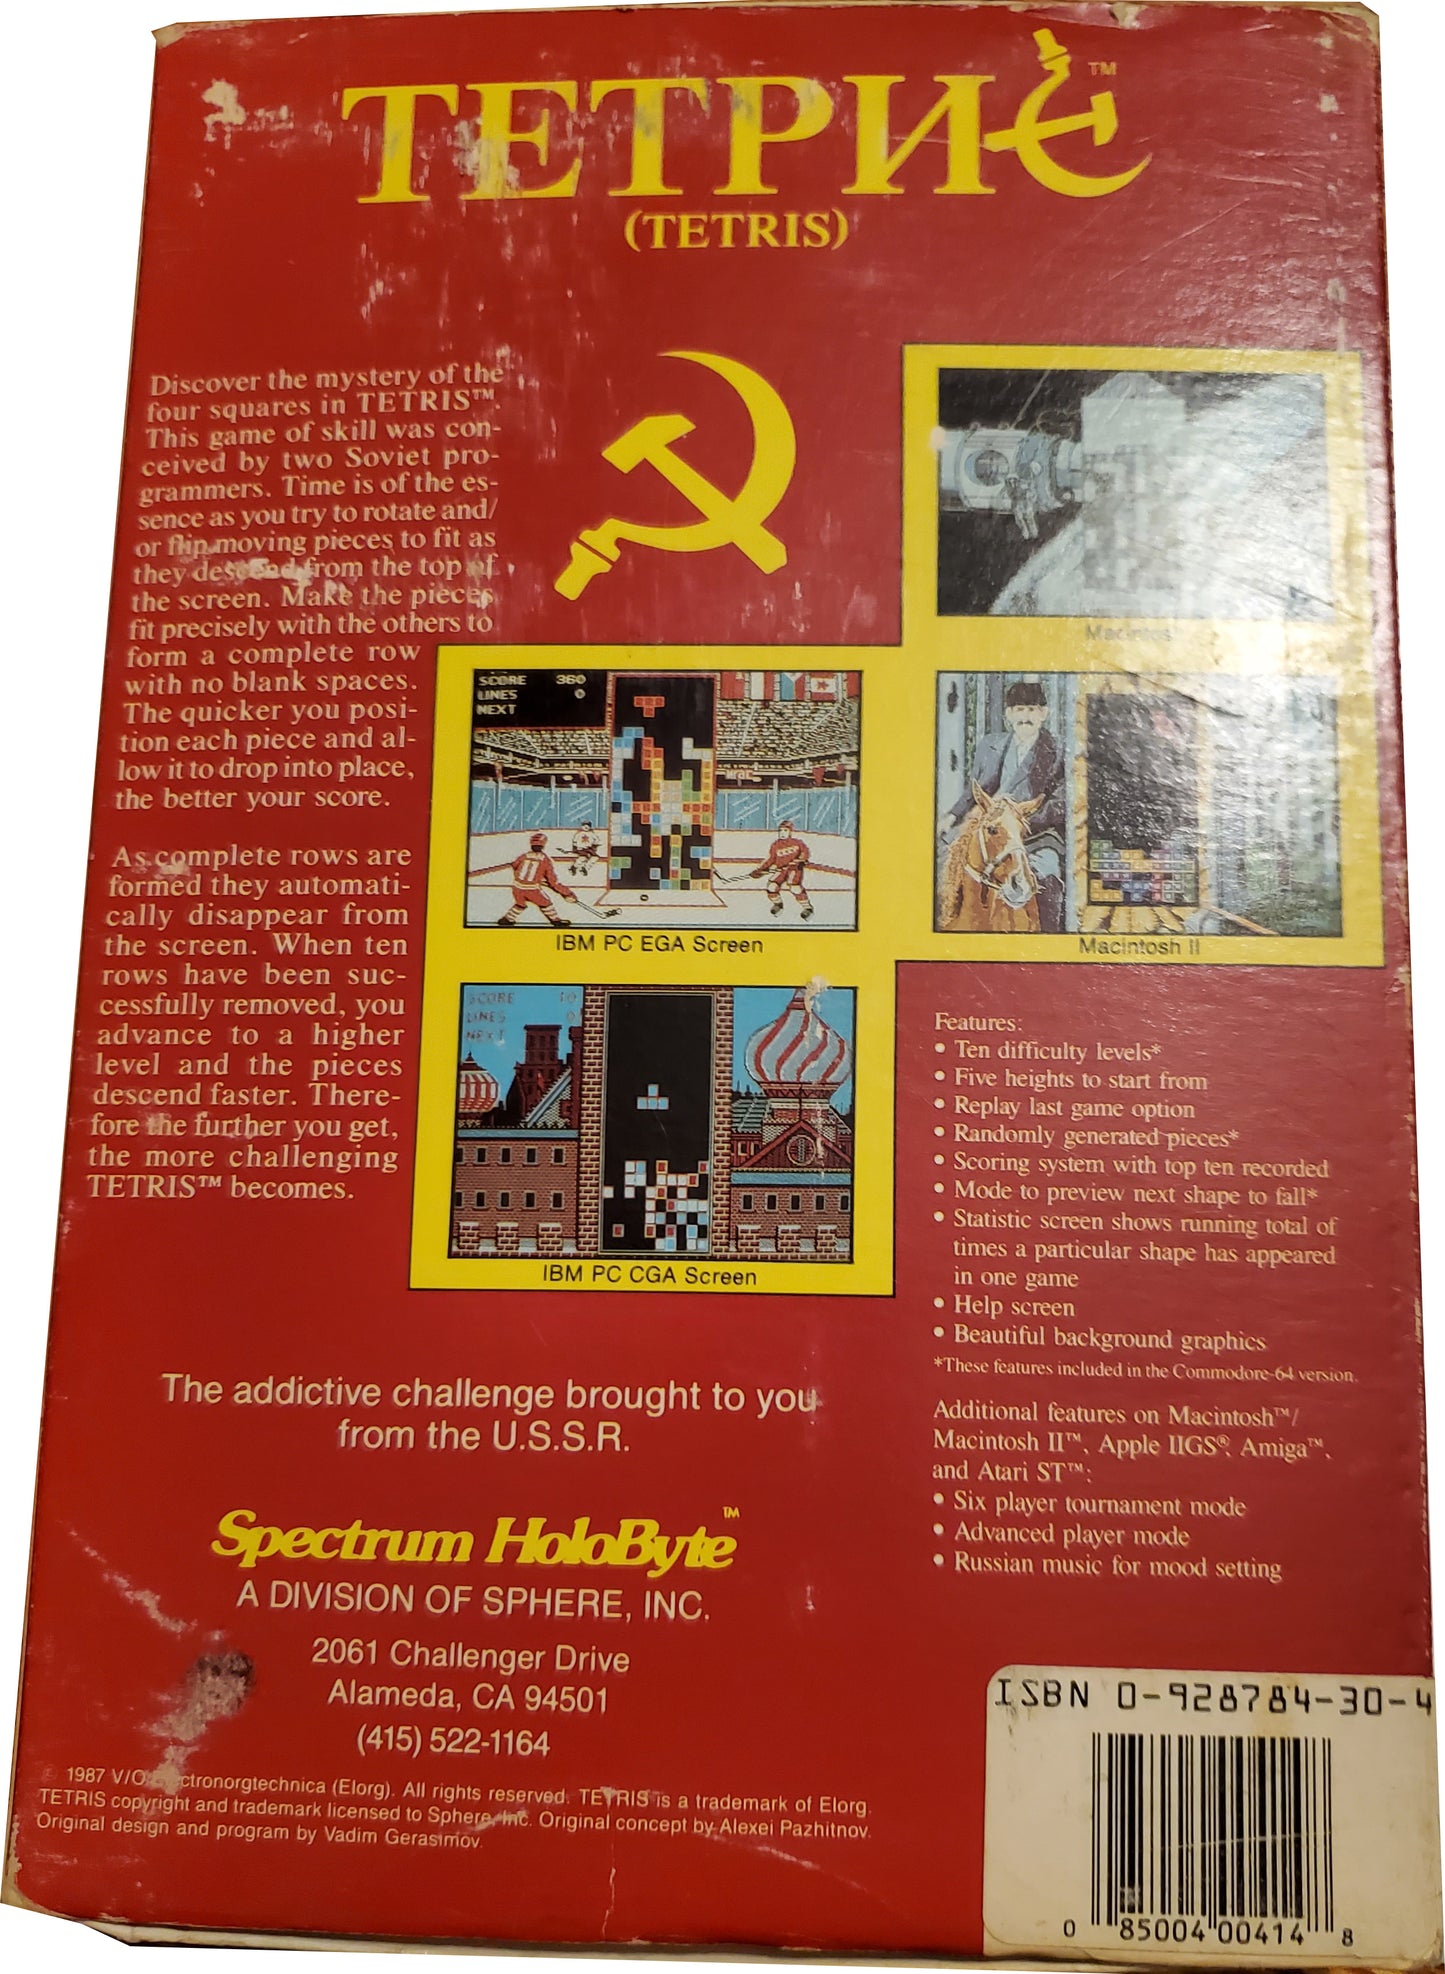 ТЕТРИС™
(TETRIS)
Discover the mystery of the
four squares in TETRIS™.
This game of skill was con-
ceived by two Soviet pro-
grammers. Time is of the es-
sence as you try to rotate and/
or flip moving pieces to fit as
they descend from the top of
the screen. Make the pieces
fit precisely with the others to
form a complete row
with no blank spaces.
The quicker you posi-
tion each piece and al-
low it to drop into place,
the better your score.
As complete rows are
formed they automati-
cally disappear from
the screen. When ten
rows have been suc-
cessfully removed, you
advance to a higher
level and the pieces
descend faster. There-
fore the further you get,
the more challenging
TETRIS™ becomes.
Macintosh
SCORE 360
LINES 0
NEXT
11
IBM PC EGA Screen
Macintosh II
SCORE 10
LINES 0
NEXT
IBM PC CGA Screen
Features:
• Ten difficulty levels*
• Five heights to start from
• Replay last game option
• Randomly generated pieces*
• Scoring system with top ten recorded
• Mode to preview next shape to fall*
• Statistic screen shows running total of
times a particular shape has appeared
in one game
• Help screen
• Beautiful background graphics
*These features included in the Commodore-64 version.
Additional features on Macintosh™/
Macintosh II™, Apple IIGS®, Amiga™,
and Atari ST™:
• Six player tournament mode
• Advanced player mode
• Russian music for mood setting
The addictive challenge brought to you
from the U.S.S.R.
Spectrum HoloByte™
A DIVISION OF SPHERE, INC.
2061 Challenger Drive
Alameda, CA 94501
(415) 522-1164
1987 V/O Electronorgtechnica (Elorg). All rights reserved. TETRIS is a trademark of Elorg.
TETRIS copyright and trademark licensed to Sphere, Inc. Original concept by Alexei Pazhitnov.
Original design and program by Vadim Gerasimov.
ISBN 0-928784-30-4
0 85004 00414 8